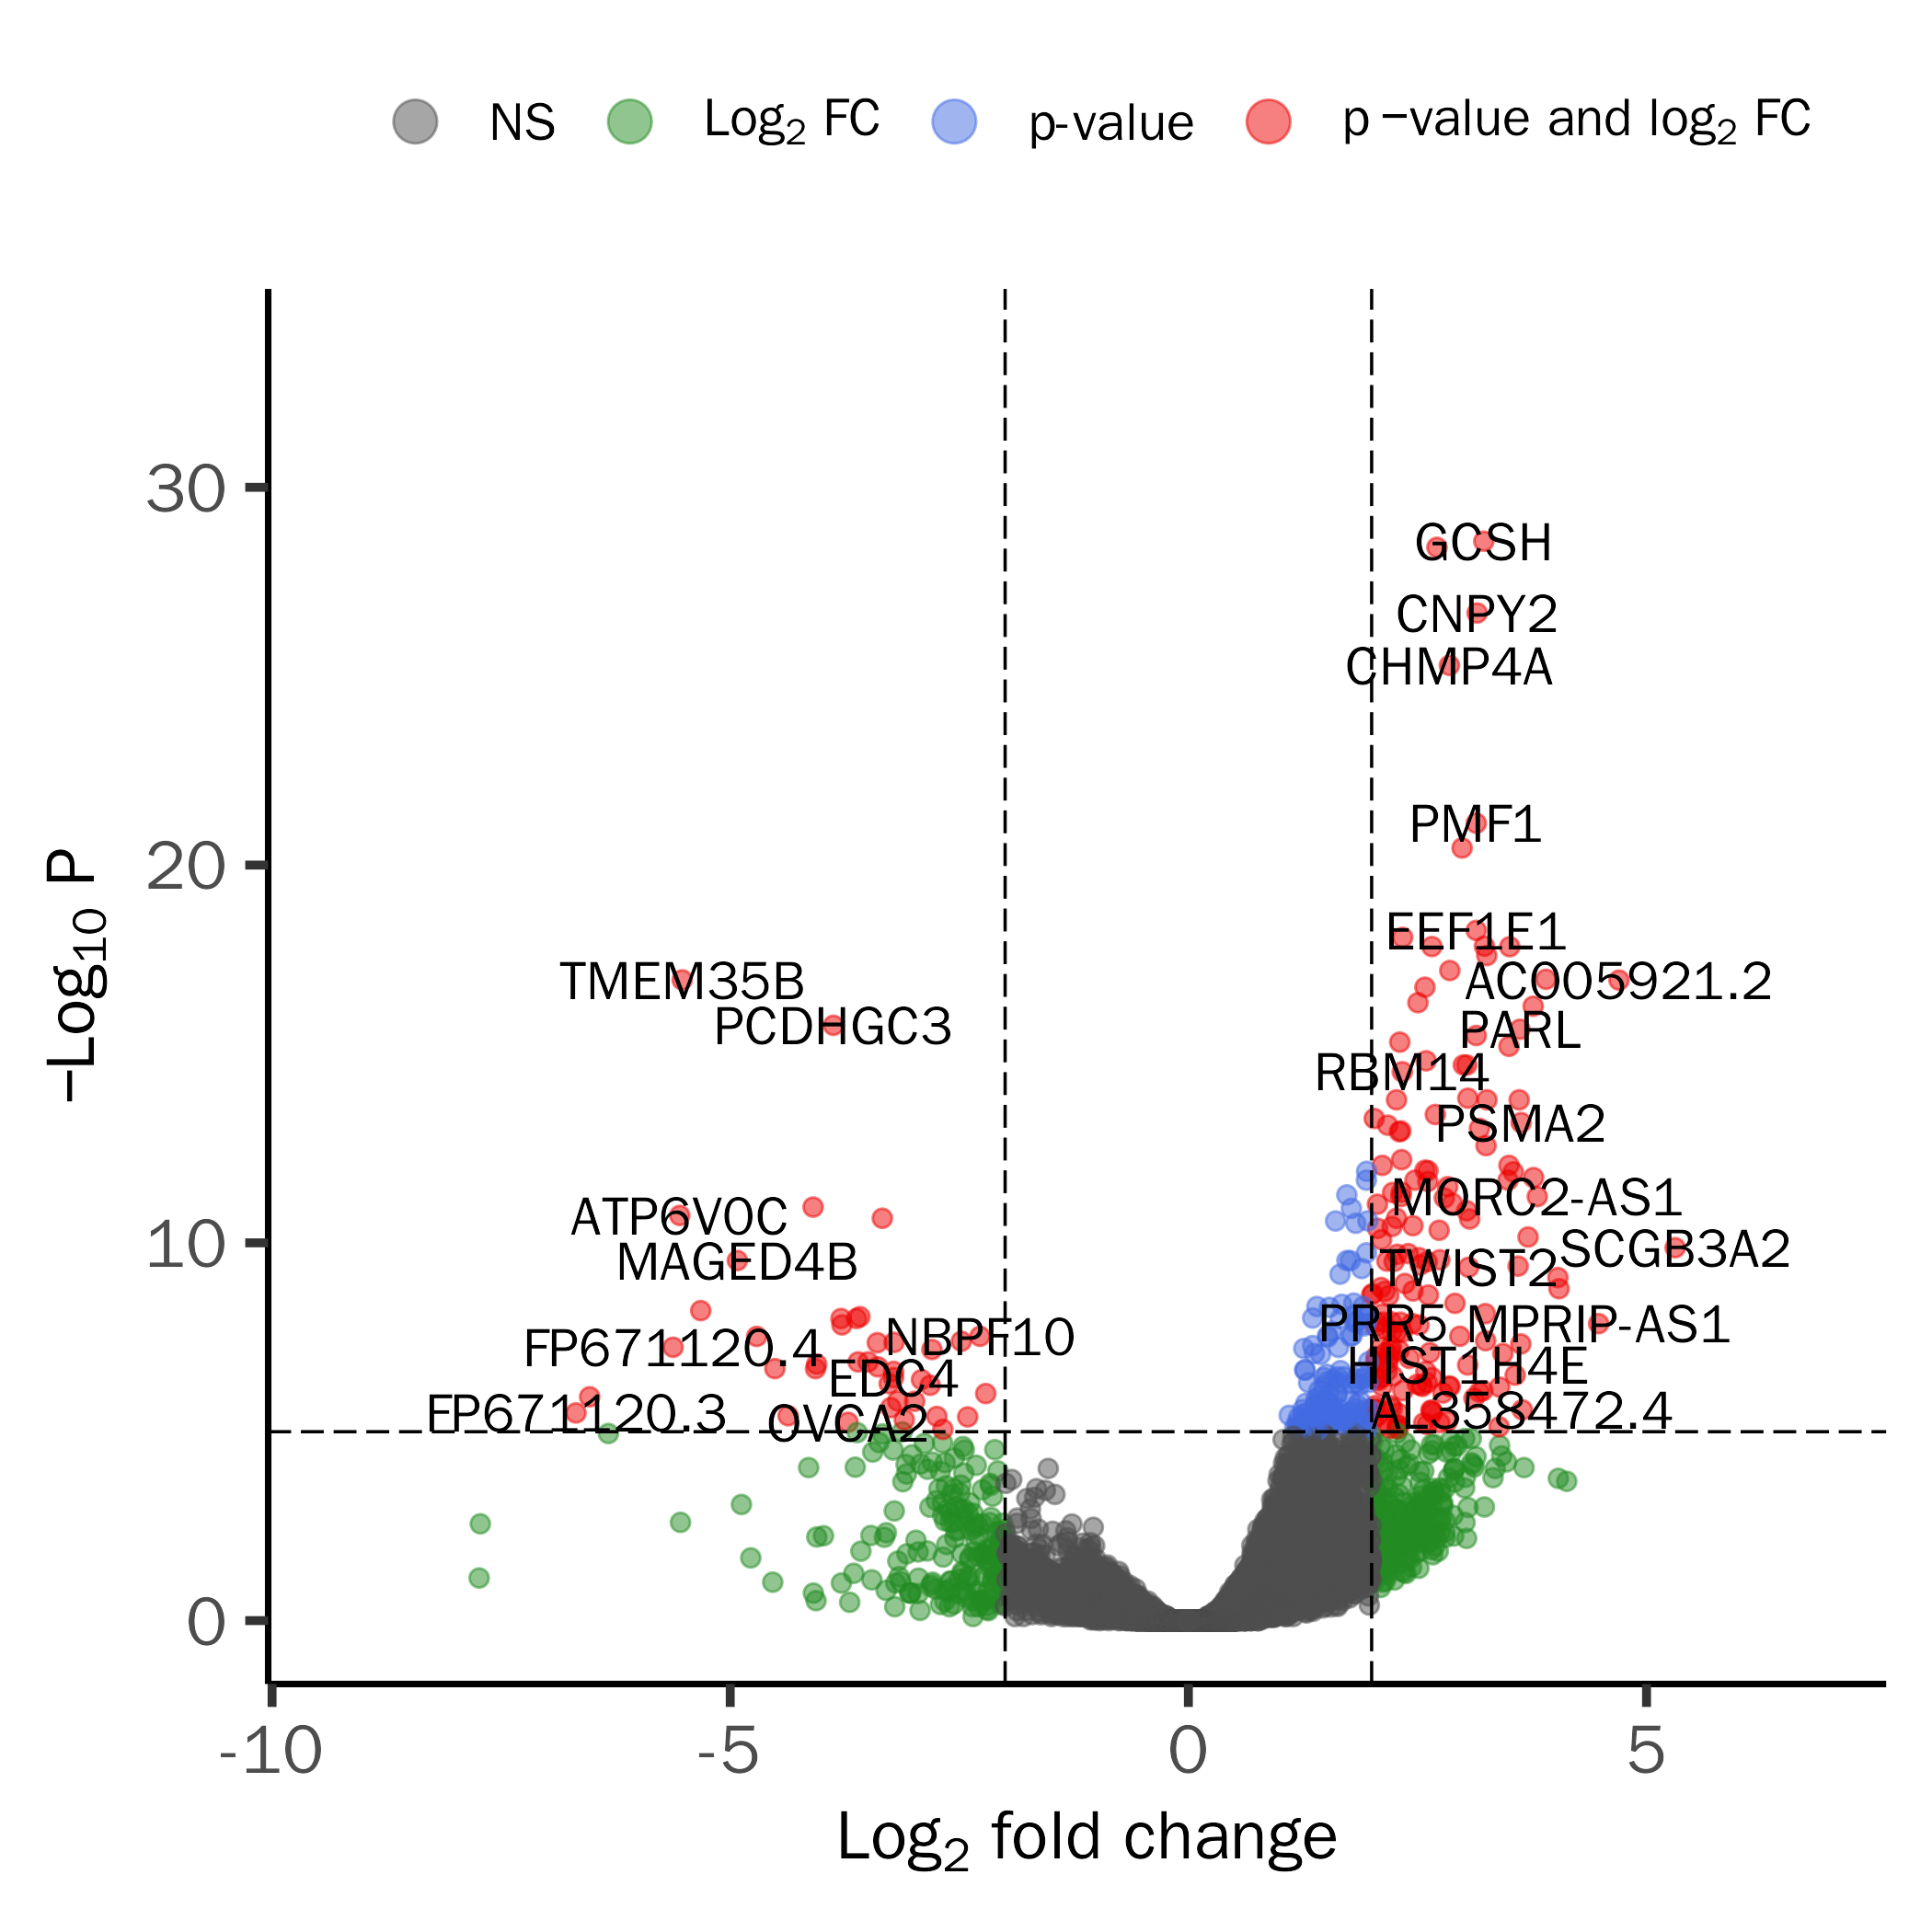 NS Log₂ FC p-value p −value and log₂ FC
30
GCSH
CNPY2
CHMP4A
PMF1
20
EEF1E1
TMEM35B
AC005921.2
PCDHGC3
PARL
RBM14
PSMA2
MORC2-AS1
ATP6V0C
10
SCGB3A2
MAGED4B
TWIST2
PRR5
MPRIP-AS1
NBPF10
FP671120.4
HIST1H4E
EDC4
FP671120.3
AL358472.4
OVCA2
0
−Log₁₀ P
-10 -5 0 5
Log₂ fold change